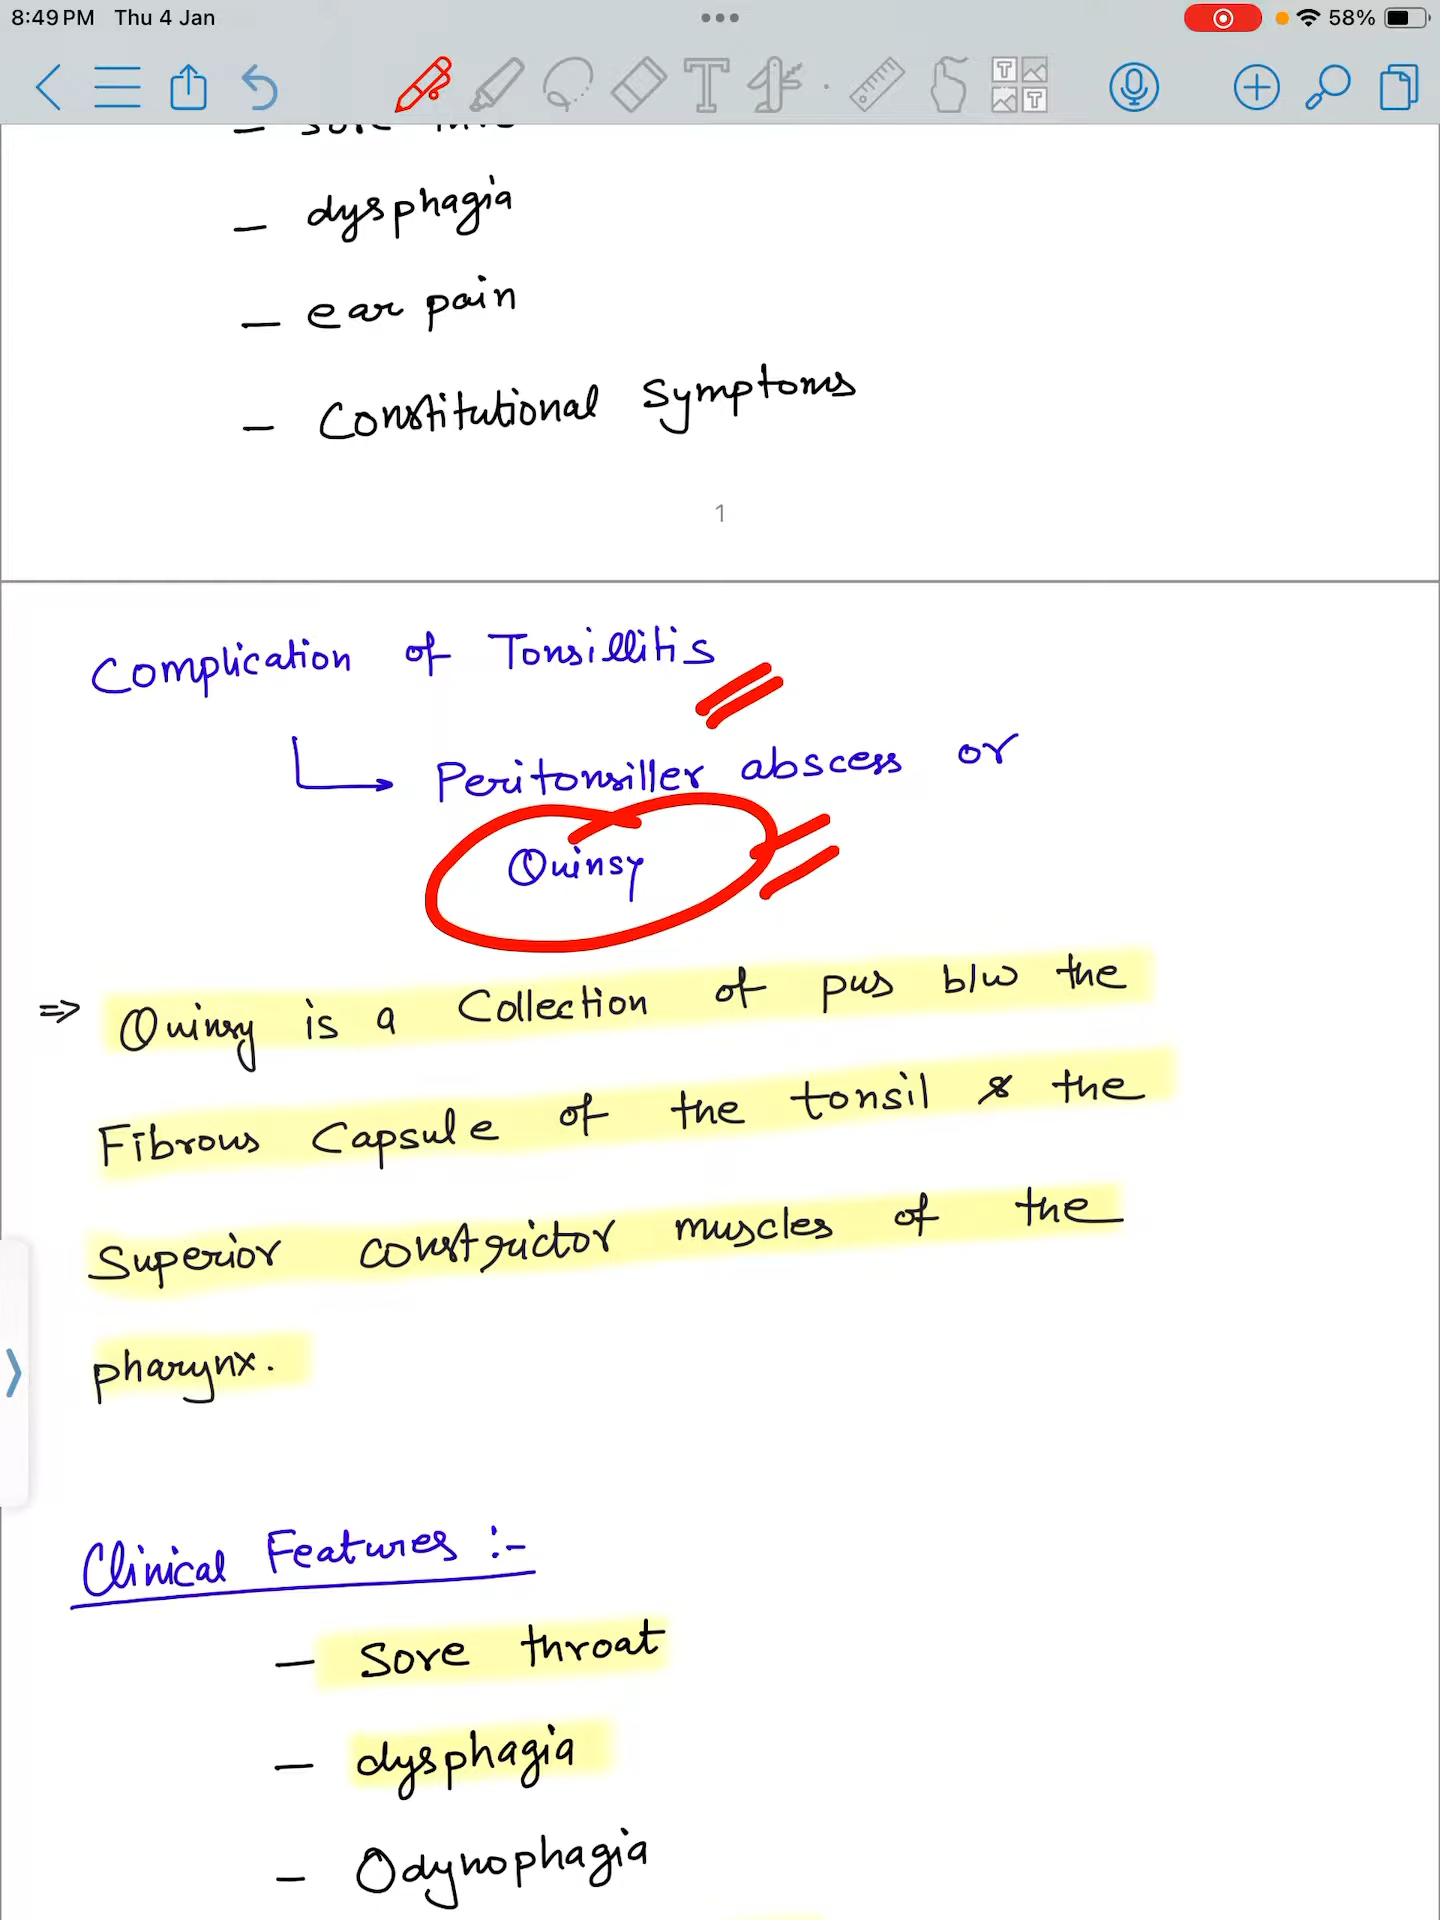 8:49 PM Thu 4 Jan
58%
- dysphagia
- ear pain
- Constitutional Symptoms
1
Complication of Tonsillitis
Peritonsiller abscess or
Quinsy
⇒ Quinsy is a Collection of pus b/w the
Fibrous Capsule of the tonsil & the
Superior constrictor muscles of the
pharynx.
Clinical Features :-
- Sore throat
- dysphagia
- Odynophagia